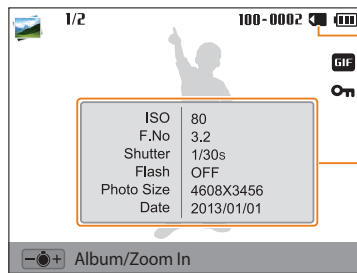 1/2
100-0002
GIF
ISO 80
F.No 3.2
Shutter 1/30s
Flash OFF
Photo Size 4608X3456
Date 2013/01/01
Album/Zoom In